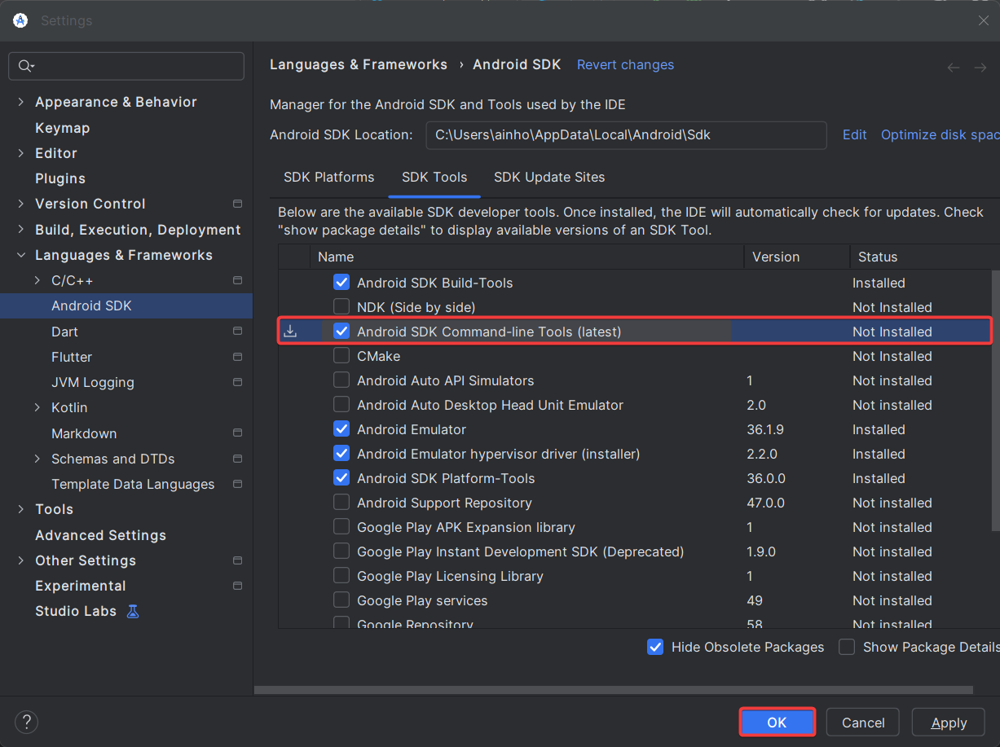 Settings
Appearance & Behavior
Keymap
Editor
Plugins
Version Control
Build, Execution, Deployment
Languages & Frameworks
C/C++
Android SDK
Dart
Flutter
JVM Logging
Kotlin
Markdown
Schemas and DTDs
Template Data Languages
Tools
Advanced Settings
Other Settings
Experimental
Studio Labs
Languages & Frameworks › Android SDK Revert changes
Manager for the Android SDK and Tools used by the IDE
Android SDK Location: C:\Users\ainho\AppData\Local\Android\Sdk Edit Optimize disk spac
SDK Platforms SDK Tools SDK Update Sites
Below are the available SDK developer tools. Once installed, the IDE will automatically check for updates. Check
"show package details" to display available versions of an SDK Tool.
Name Version Status
Android SDK Build-Tools Installed
NDK (Side by side) Not Installed
Android SDK Command-line Tools (latest) Not Installed
CMake Not Installed
Android Auto API Simulators 1 Not installed
Android Auto Desktop Head Unit Emulator 2.0 Not installed
Android Emulator 36.1.9 Installed
Android Emulator hypervisor driver (installer) 2.2.0 Installed
Android SDK Platform-Tools 36.0.0 Installed
Android Support Repository 47.0.0 Not installed
Google Play APK Expansion library 1 Not installed
Google Play Instant Development SDK (Deprecated) 1.9.0 Not installed
Google Play Licensing Library 1 Not installed
Google Play services 49 Not installed
Google Repository 58 Not installed
Hide Obsolete Packages Show Package Details
? OK Cancel Apply